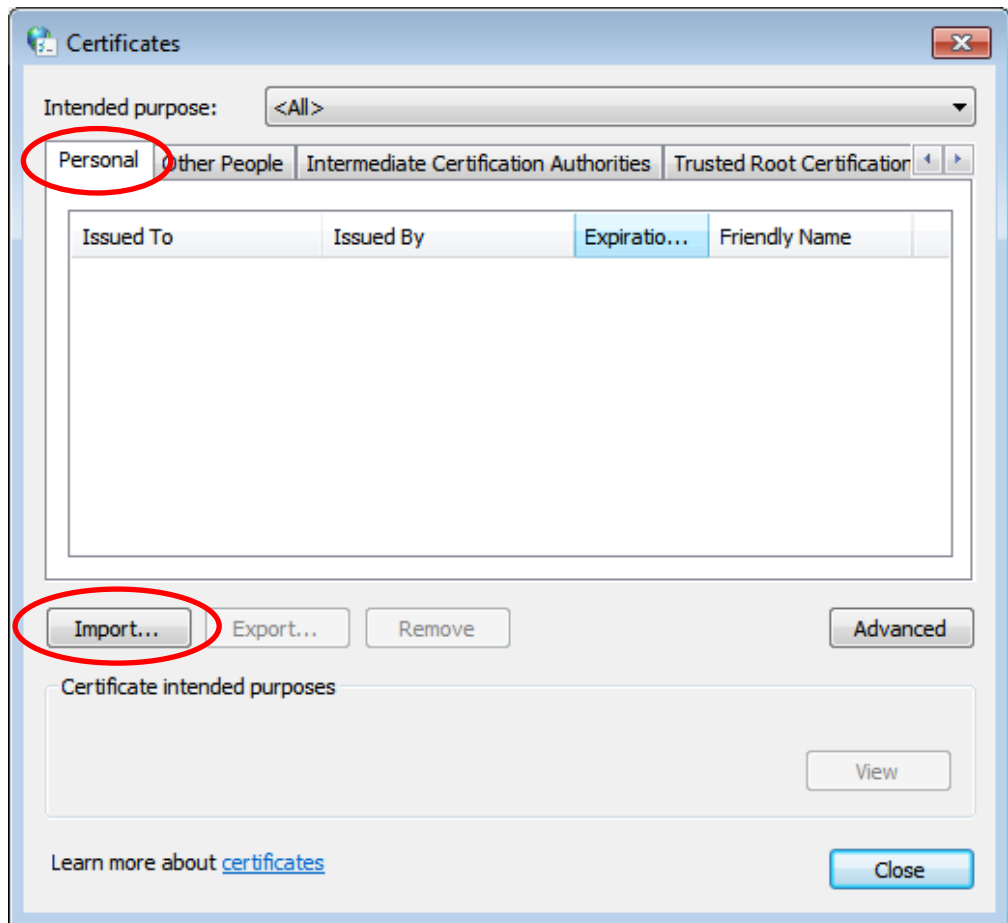 Certificates
Intended purpose: <All>
Personal Other People Intermediate Certification Authorities Trusted Root Certification
Issued To Issued By Expiratio... Friendly Name
Import... Export... Remove Advanced
Certificate intended purposes
View
Learn more about certificates
Close